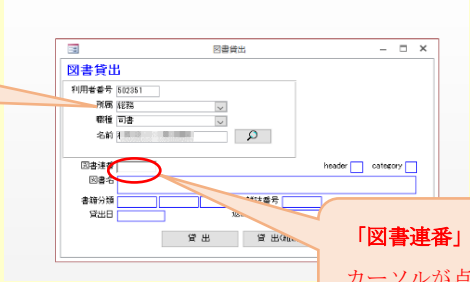 図書貸出
図書貸出
利用者番号 502351
所属 総務
職種 司書
名前
図書連番 header category
図書名
書籍分類
貸出日
貸 出
「図書連番」
カーソルが点